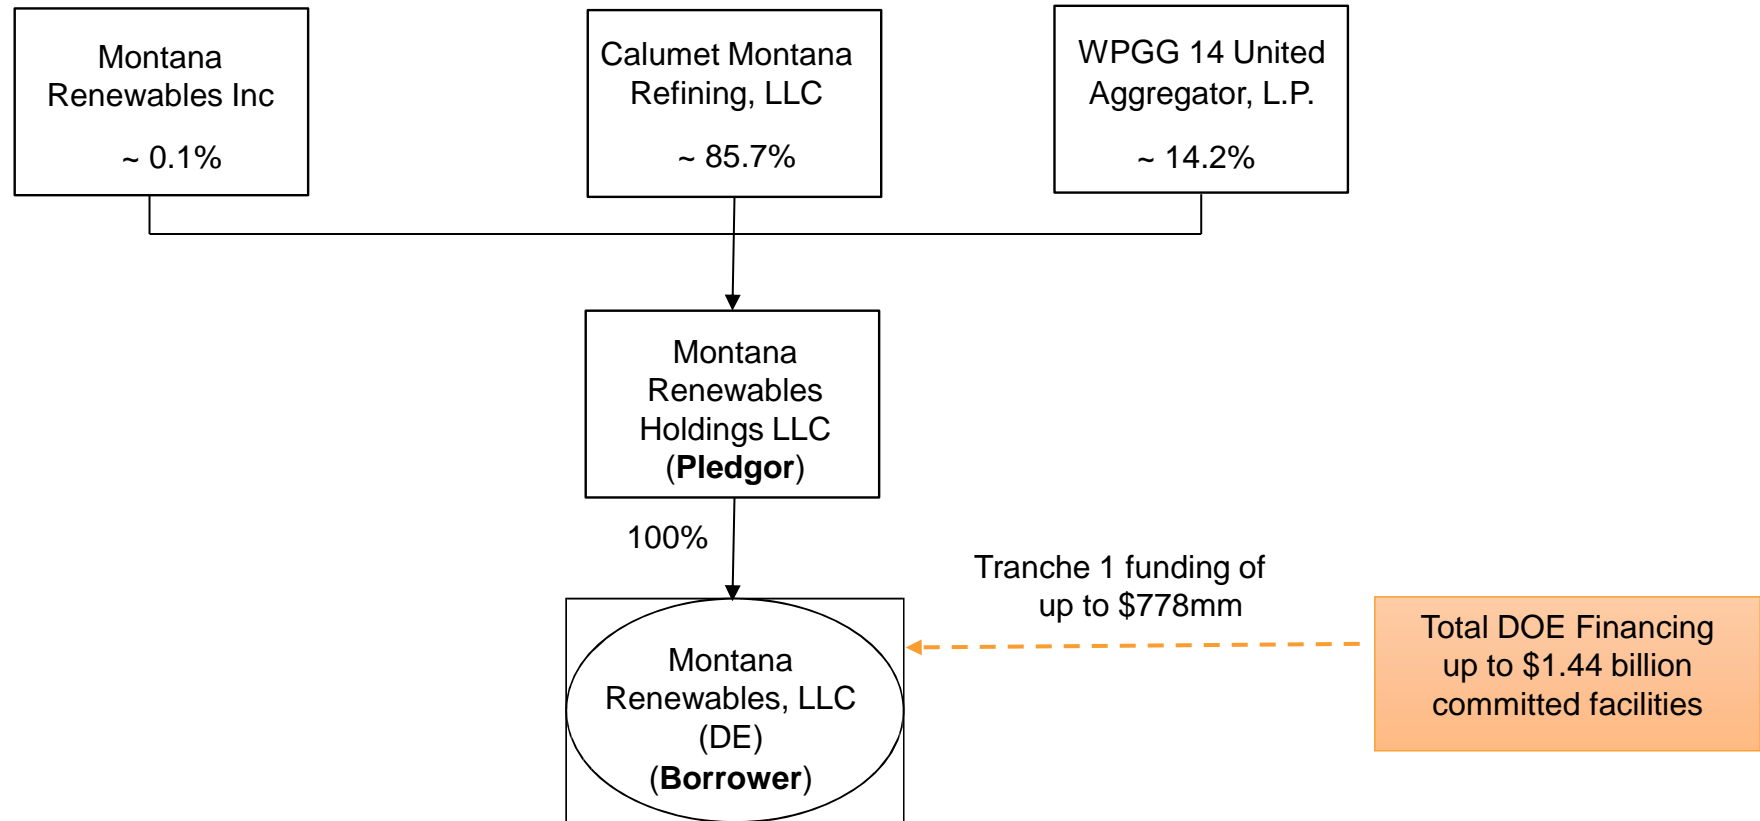 Montana
Renewables Inc
~ 0.1%
Calumet Montana
Refining, LLC
~ 85.7%
WPGG 14 United
Aggregator, L.P.
~ 14.2%
Montana
Renewables
Holdings LLC
(Pledgor)
100%
Tranche 1 funding of
up to $778mm
Total DOE Financing
up to $1.44 billion
committed facilities
Montana
Renewables, LLC
(DE)
(Borrower)